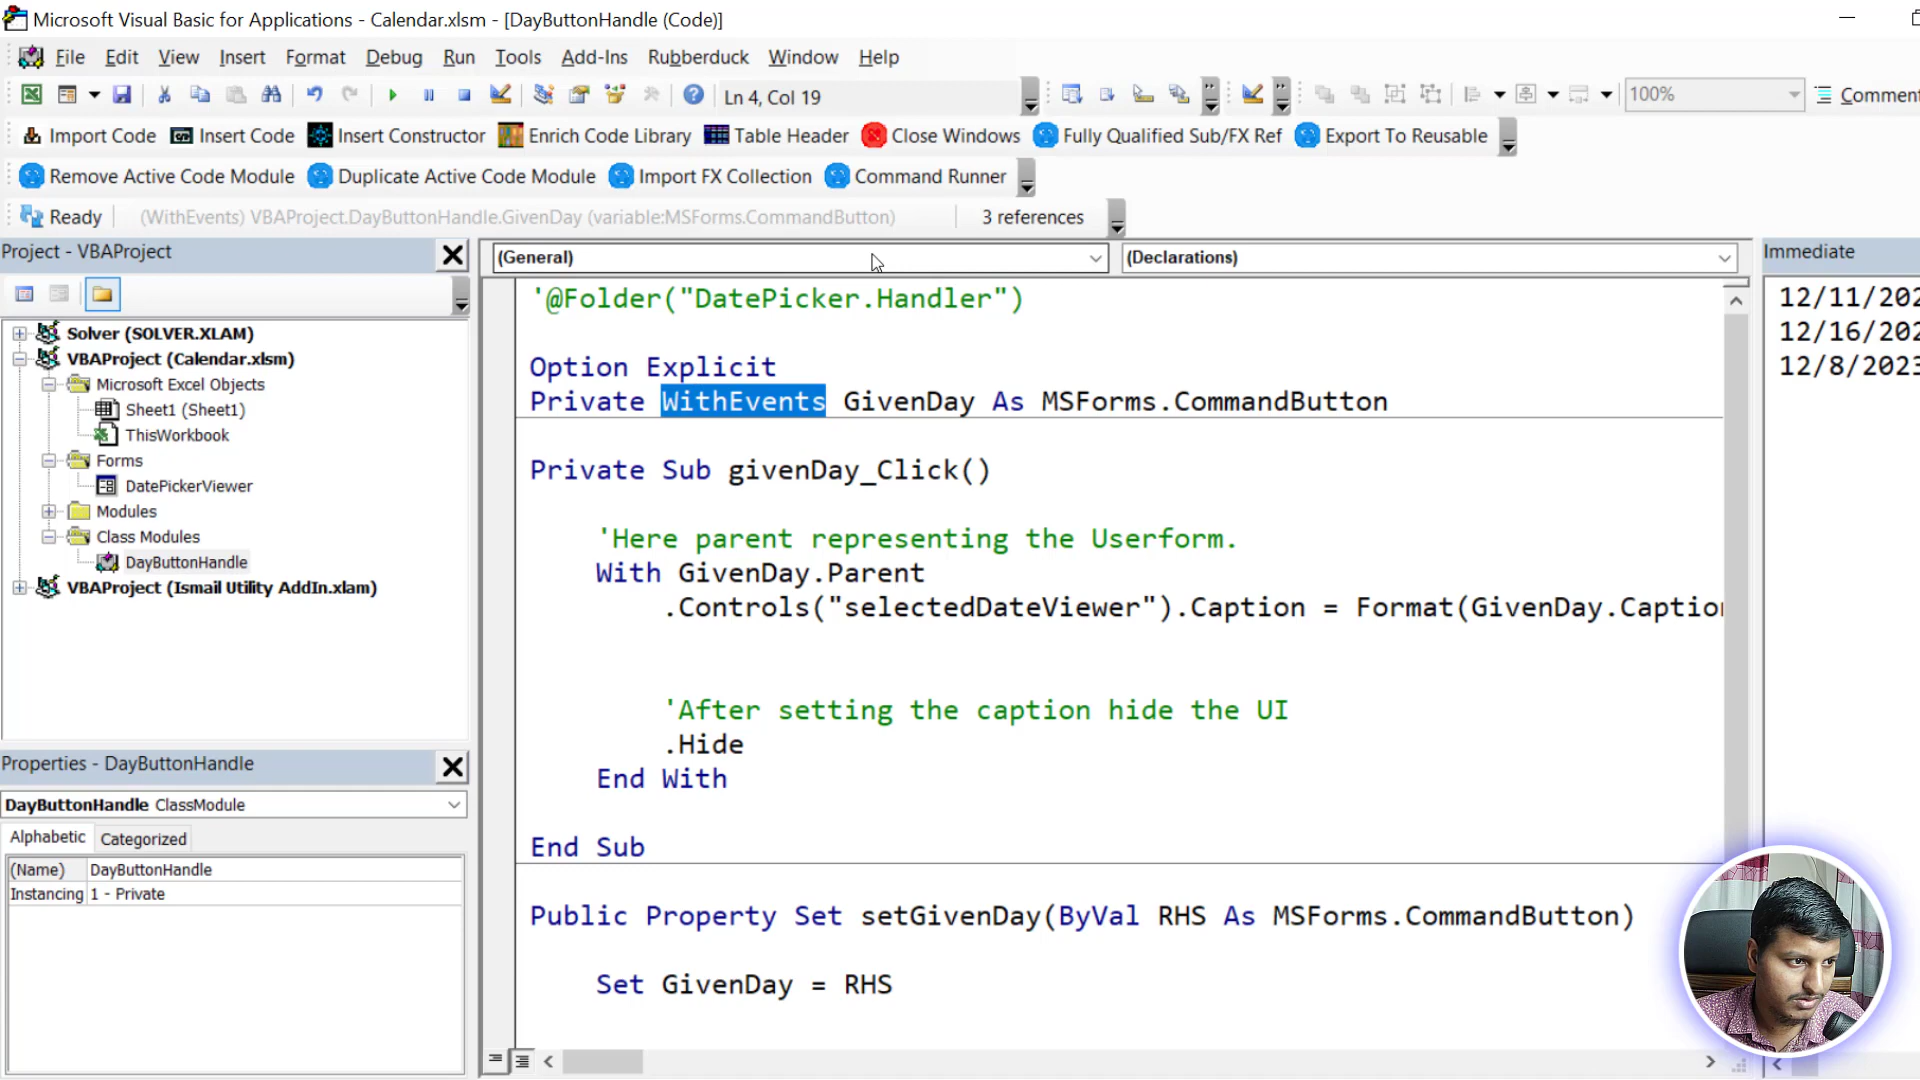 Microsoft Visual Basic for Applications - Calendar.xlsm - [DayButtonHandle (Code)]
File Edit View Insert Format Debug Run Tools Add-Ins Rubberduck Window Help
Ln 4, Col 19
100%
Comment
Import Code Insert Code Insert Constructor Enrich Code Library Table Header Close Windows Fully Qualified Sub/FX Ref Export To Reusable
Remove Active Code Module Duplicate Active Code Module Import FX Collection Command Runner
Ready (WithEvents) VBAProject.DayButtonHandle.GivenDay (variable:MSForms.CommandButton) 3 references
Project - VBAProject
Solver (SOLVER.XLAM)
VBAProject (Calendar.xlsm)
Microsoft Excel Objects
Sheet1 (Sheet1)
ThisWorkbook
Forms
DatePickerViewer
Modules
Class Modules
DayButtonHandle
VBAProject (Ismail Utility AddIn.xlam)
Properties - DayButtonHandle
DayButtonHandle ClassModule
Alphabetic Categorized
(Name) DayButtonHandle
Instancing 1 - Private
(General) (Declarations)
'@Folder("DatePicker.Handler")
Option Explicit
Private WithEvents GivenDay As MSForms.CommandButton
Private Sub givenDay_Click()
'Here parent representing the Userform.
With GivenDay.Parent
.Controls("selectedDateViewer").Caption = Format(GivenDay.Caption
'After setting the caption hide the UI
.Hide
End With
End Sub
Public Property Set setGivenDay(ByVal RHS As MSForms.CommandButton)
Set GivenDay = RHS
Immediate
12/11/202
12/16/202
12/8/2023